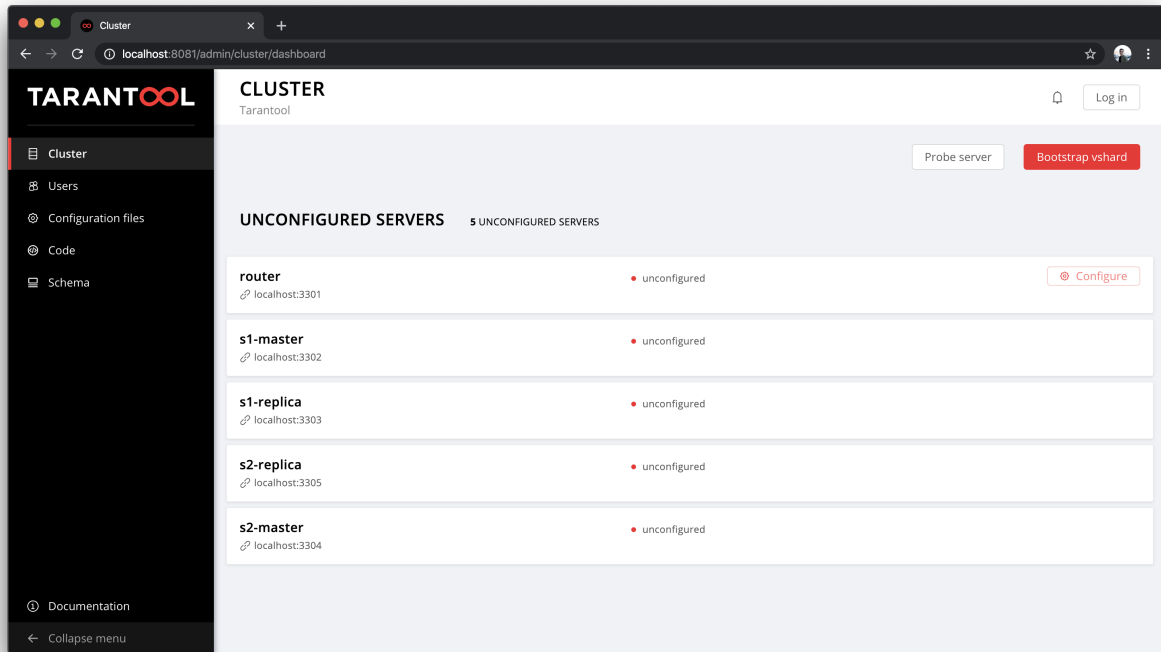 Cluster
localhost:8081/admin/cluster/dashboard
TARANTOOL
Cluster
Users
Configuration files
Code
Schema
Documentation
Collapse menu
CLUSTER
Tarantool
Log in
Probe server
Bootstrap vshard
UNCONFIGURED SERVERS 5 UNCONFIGURED SERVERS
router
localhost:3301
unconfigured
Configure
s1-master
localhost:3302
unconfigured
s1-replica
localhost:3303
unconfigured
s2-replica
localhost:3305
unconfigured
s2-master
localhost:3304
unconfigured